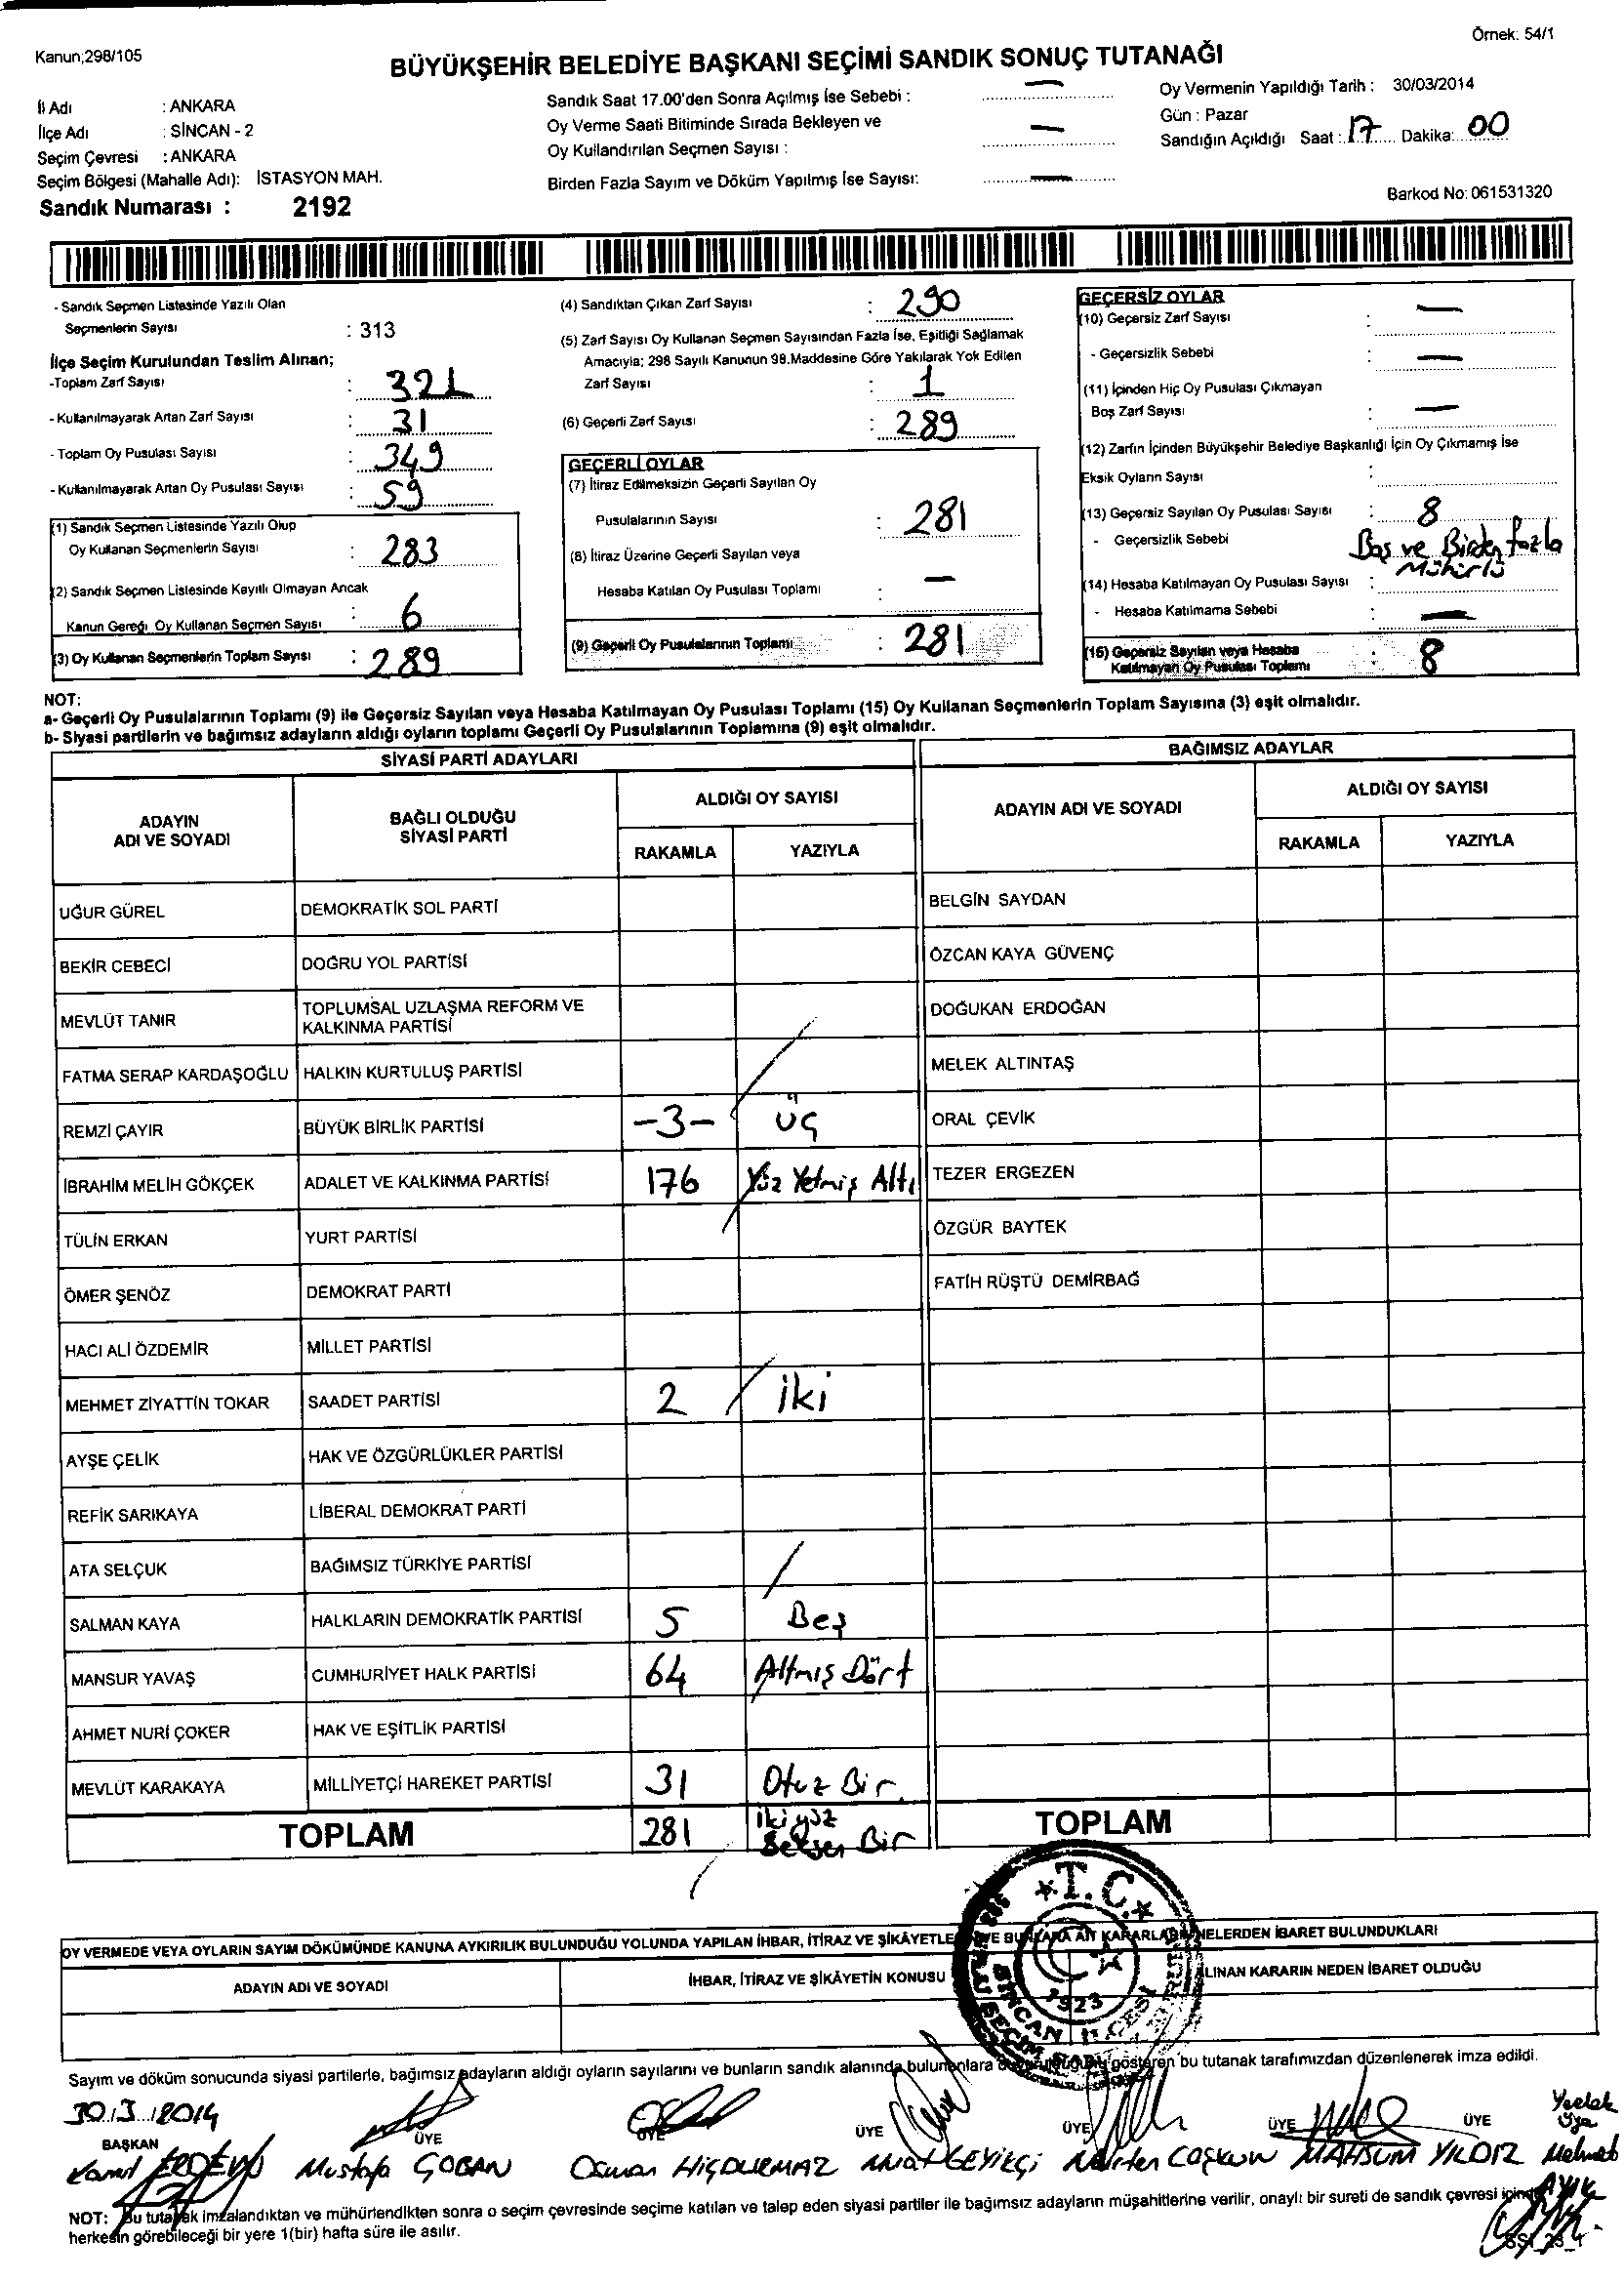 Kanun;298/105
Örnek: 54/1
BÜYÜKŞEHİR BELEDİYE BAŞKANI SEÇİMİ SANDIK SONUÇ TUTANAĞI
İl Adı : ANKARA
İlçe Adı : SİNCAN - 2
Seçim Çevresi : ANKARA
Seçim Bölgesi (Mahalle Adı): İSTASYON MAH.
Sandık Numarası : 2192
Sandık Saat 17.00'den Sonra Açılmış İse Sebebi : —
Oy Verme Saati Bitiminde Sırada Bekleyen ve
Oy Kullandırılan Seçmen Sayısı : —
Birden Fazla Sayım ve Döküm Yapılmış İse Sayısı: —
Oy Vermenin Yapıldığı Tarih : 30/03/2014
Gün : Pazar
Sandığın Açıldığı Saat : 17 Dakika: 00
Barkod No: 061531320
- Sandık Seçmen Listesinde Yazılı Olan
Seçmenlerin Sayısı : 313
İlçe Seçim Kurulundan Teslim Alınan;
-Toplam Zarf Sayısı : 321
- Kullanılmayarak Artan Zarf Sayısı : 31
- Toplam Oy Pusulası Sayısı : 349
- Kullanılmayarak Artan Oy Pusulası Sayısı : 59
(1) Sandık Seçmen Listesinde Yazılı Olup
Oy Kullanan Seçmenlerin Sayısı : 283
(2) Sandık Seçmen Listesinde Kayıtlı Olmayan Ancak
Kanun Gereği Oy Kullanan Seçmen Sayısı : 6
(3) Oy Kullanan Seçmenlerin Toplam Sayısı : 289
(4) Sandıktan Çıkan Zarf Sayısı : 290
(5) Zarf Sayısı Oy Kullanan Seçmen Sayısından Fazla İse, Eşitliği Sağlamak
Amacıyla; 298 Sayılı Kanunun 98.Maddesine Göre Yakılarak Yok Edilen
Zarf Sayısı : 1
(6) Geçerli Zarf Sayısı : 289
GEÇERLİ OYLAR
(7) İtiraz Edilmeksizin Geçerli Sayılan Oy
Pusulalarının Sayısı : 281
(8) İtiraz Üzerine Geçerli Sayılan veya
Hesaba Katılan Oy Pusulası Toplamı : —
(9) Geçerli Oy Pusulalarının Toplamı : 281
GEÇERSİZ OYLAR
(10) Geçersiz Zarf Sayısı : —
- Geçersizlik Sebebi : —
(11) İçinden Hiç Oy Pusulası Çıkmayan
Boş Zarf Sayısı : —
(12) Zarfın İçinden Büyükşehir Belediye Başkanlığı İçin Oy Çıkmamış İse
Eksik Oyların Sayısı :
(13) Geçersiz Sayılan Oy Pusulası Sayısı : 8
- Geçersizlik Sebebi Boş ve Birden fazla
Mühürlü
(14) Hesaba Katılmayan Oy Pusulası Sayısı :
- Hesaba Katılmama Sebebi : —
(15) Geçersiz Sayılan veya Hesaba
Katılmayan Oy Pusulası Toplamı : 8
NOT:
a- Geçerli Oy Pusulalarının Toplamı (9) ile Geçersiz Sayılan veya Hesaba Katılmayan Oy Pusulası Toplamı (15) Oy Kullanan Seçmenlerin Toplam Sayısına (3) eşit olmalıdır.
b- Siyasi partilerin ve bağımsız adayların aldığı oyların toplamı Geçerli Oy Pusulalarının Toplamına (9) eşit olmalıdır.
SİYASİ PARTİ ADAYLARI
ADAYIN ADI VE SOYADI BAĞLI OLDUĞU SİYASİ PARTİ ALDIĞI OY SAYISI
RAKAMLA YAZIYLA
UĞUR GÜREL DEMOKRATİK SOL PARTİ
BEKİR CEBECİ DOĞRU YOL PARTİSİ
MEVLÜT TANIR TOPLUMSAL UZLAŞMA REFORM VE KALKINMA PARTİSİ
FATMA SERAP KARDAŞOĞLU HALKIN KURTULUŞ PARTİSİ
REMZİ ÇAYIR BÜYÜK BİRLİK PARTİSİ -3- Üç
İBRAHİM MELİH GÖKÇEK ADALET VE KALKINMA PARTİSİ 176 Yüz Yetmiş Altı
TÜLİN ERKAN YURT PARTİSİ
ÖMER ŞENÖZ DEMOKRAT PARTİ
HACI ALİ ÖZDEMİR MİLLET PARTİSİ
MEHMET ZİYATTİN TOKAR SAADET PARTİSİ 2 İki
AYŞE ÇELİK HAK VE ÖZGÜRLÜKLER PARTİSİ
REFİK SARIKAYA LİBERAL DEMOKRAT PARTİ
ATA SELÇUK BAĞIMSIZ TÜRKİYE PARTİSİ
SALMAN KAYA HALKLARIN DEMOKRATİK PARTİSİ 5 Beş
MANSUR YAVAŞ CUMHURİYET HALK PARTİSİ 64 Altmış Dört
AHMET NURİ ÇOKER HAK VE EŞİTLİK PARTİSİ
MEVLÜT KARAKAYA MİLLİYETÇİ HAREKET PARTİSİ 31 Otuz Bir
TOPLAM 281 İki yüz Seksen Bir
BAĞIMSIZ ADAYLAR
ADAYIN ADI VE SOYADI ALDIĞI OY SAYISI
RAKAMLA YAZIYLA
BELGİN SAYDAN
ÖZCAN KAYA GÜVENÇ
DOĞUKAN ERDOĞAN
MELEK ALTINTAŞ
ORAL ÇEVİK
TEZER ERGEZEN
ÖZGÜR BAYTEK
FATİH RÜŞTÜ DEMİRBAĞ
TOPLAM
T.C.
1923
SİNCAN İLÇESİ
OY VERMEDE VEYA OYLARIN SAYIM DÖKÜMÜNDE KANUNA AYKIRILIK BULUNDUĞU YOLUNDA YAPILAN İHBAR, İTİRAZ VE ŞİKÂYETLE VE BUNLARA AİT KARARLARIN NELERDEN İBARET BULUNDUKLARI
ADAYIN ADI VE SOYADI İHBAR, İTİRAZ VE ŞİKÂYETİN KONUSU ALINAN KARARIN NEDEN İBARET OLDUĞU
Sayım ve döküm sonucunda siyasi partilerle, bağımsız adayların aldığı oyların sayılarını ve bunların sandık alanında bulunanlara gösteren bu tutanak tarafımızdan düzenlenerek imza edildi.
30/3/2014
BAŞKAN ÜYE ÜYE ÜYE ÜYE ÜYE ÜYE
Yedek Üye
Mustafa ÇOBAN Osman HİÇDURMAZ Murat GEYİKÇİ COŞKUN MAHSUM YILDIZ Mehmet
AYIK
NOT: Bu tutanak imzalandıktan ve mühürlendikten sonra o seçim çevresinde seçime katılan ve talep eden siyasi partiler ile bağımsız adayların müşahitlerine verilir, onaylı bir sureti de sandık çevresi içinde
herkesin görebileceği bir yere 1(bir) hafta süre ile asılır.